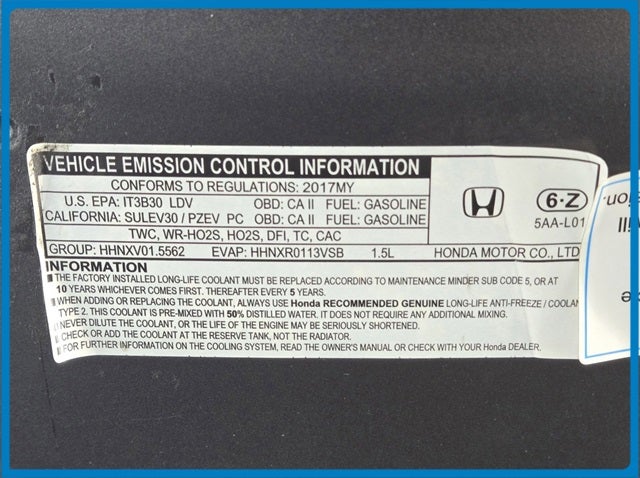 VEHICLE EMISSION CONTROL INFORMATION
CONFORMS TO REGULATIONS: 2017MY
U.S. EPA: IT3B30 LDV OBD: CA II FUEL: GASOLINE
CALIFORNIA: SULEV30 / PZEV PC OBD: CA II FUEL: GASOLINE
TWC, WR-HO2S, HO2S, DFI, TC, CAC
6·Z
5AA-L01
GROUP: HHNXV01.5562 EVAP: HHNXR0113VSB 1.5L HONDA MOTOR CO., LTD
INFORMATION
■ THE FACTORY INSTALLED LONG-LIFE COOLANT MUST BE REPLACED ACCORDING TO MAINTENANCE MINDER SUB CODE 5, OR AT
10 YEARS WHICHEVER COMES FIRST. THEREAFTER EVERY 5 YEARS.
■ WHEN ADDING OR REPLACING THE COOLANT, ALWAYS USE Honda RECOMMENDED GENUINE LONG-LIFE ANTI-FREEZE / COOLAN
TYPE 2. THIS COOLANT IS PRE-MIXED WITH 50% DISTILLED WATER. IT DOES NOT REQUIRE ANY ADDITIONAL MIXING.
NEVER DILUTE THE COOLANT, OR THE LIFE OF THE ENGINE MAY BE SERIOUSLY SHORTENED.
■ CHECK OR ADD THE COOLANT AT THE RESERVE TANK, NOT THE RADIATOR.
■ FOR FURTHER INFORMATION ON THE COOLING SYSTEM, READ THE OWNER'S MANUAL OR CHECK WITH YOUR Honda DEALER.